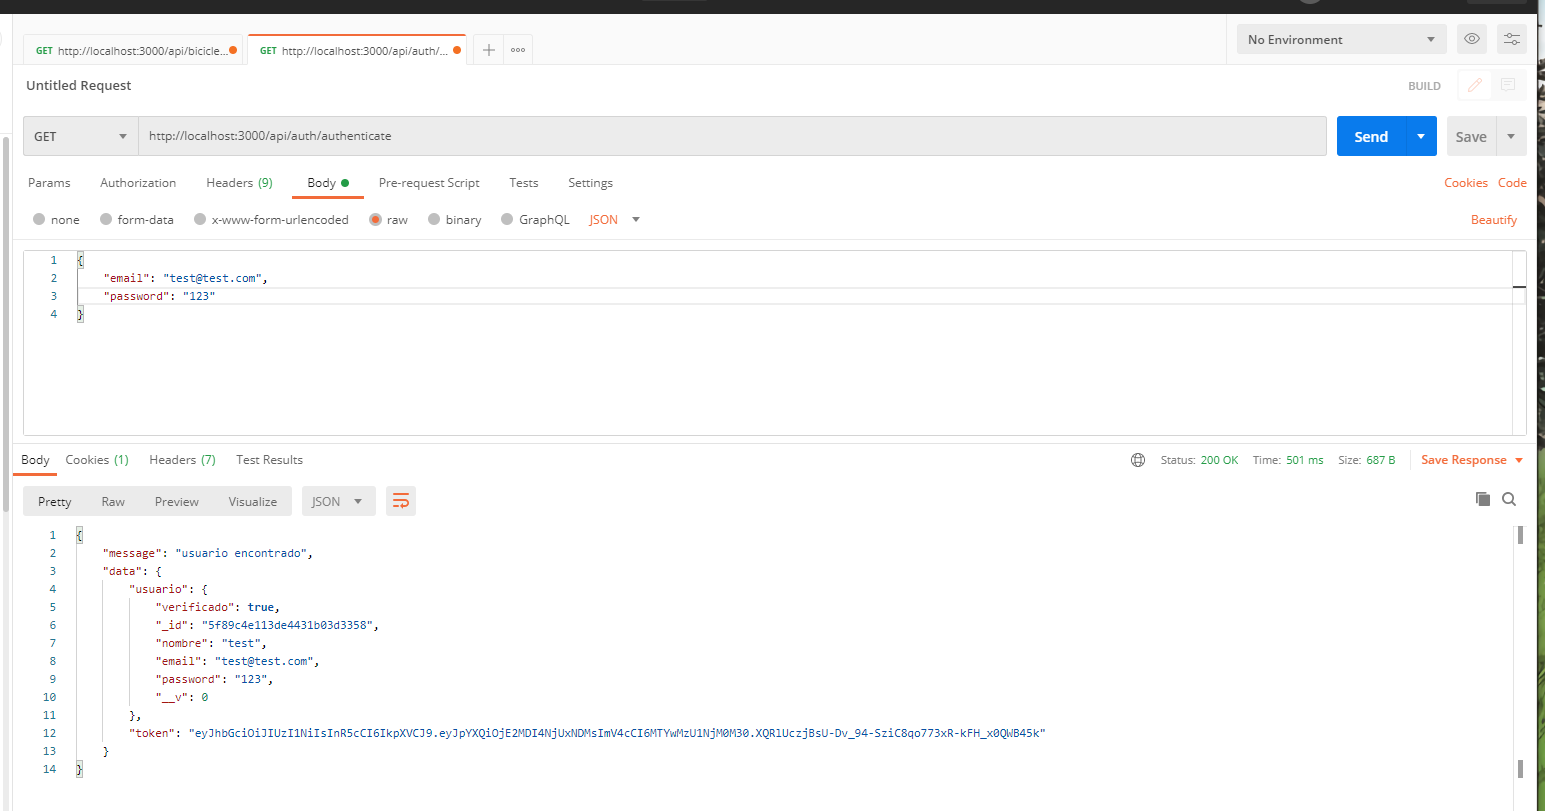 GET http://localhost:3000/api/bicicle... GET http://localhost:3000/api/auth/... No Environment
Untitled Request BUILD
GET http://localhost:3000/api/auth/authenticate Send Save
Params Authorization Headers (9) Body Pre-request Script Tests Settings Cookies Code
none form-data x-www-form-urlencoded raw binary GraphQL JSON Beautify
1 {
2 "email": "test@test.com",
3 "password": "123"
4 }
Body Cookies (1) Headers (7) Test Results Status: 200 OK Time: 501 ms Size: 687 B Save Response
Pretty Raw Preview Visualize JSON
1 {
2 "message": "usuario encontrado",
3 "data": {
4 "usuario": {
5 "verificado": true,
6 "_id": "5f89c4e113de4431b03d3358",
7 "nombre": "test",
8 "email": "test@test.com",
9 "password": "123",
10 "__v": 0
11 },
12 "token": "eyJhbGciOiJIUzI1NiIsInR5cCI6IkpXVCJ9.eyJpYXQiOjE2MDI4NjUxNDMsImV4cCI6MTYwMzU1NjM0M30.XQRlUczjBsU-Dv_94-SziC8qo773xR-kFH_x0QWB45k"
13 }
14 }